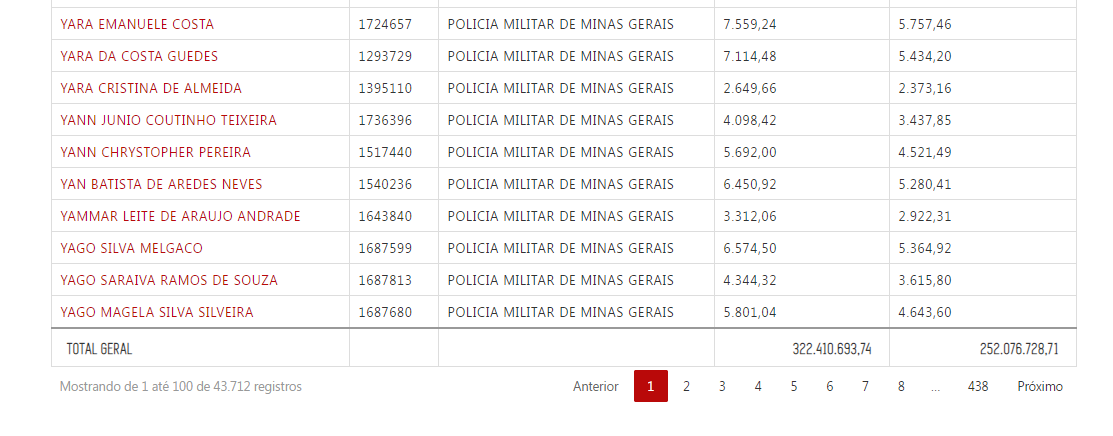 YARA EMANUELE COSTA 1724657 POLICIA MILITAR DE MINAS GERAIS 7.559,24 5.757,46
YARA DA COSTA GUEDES 1293729 POLICIA MILITAR DE MINAS GERAIS 7.114,48 5.434,20
YARA CRISTINA DE ALMEIDA 1395110 POLICIA MILITAR DE MINAS GERAIS 2.649,66 2.373,16
YANN JUNIO COUTINHO TEIXEIRA 1736396 POLICIA MILITAR DE MINAS GERAIS 4.098,42 3.437,85
YANN CHRYSTOPHER PEREIRA 1517440 POLICIA MILITAR DE MINAS GERAIS 5.692,00 4.521,49
YAN BATISTA DE AREDES NEVES 1540236 POLICIA MILITAR DE MINAS GERAIS 6.450,92 5.280,41
YAMMAR LEITE DE ARAUJO ANDRADE 1643840 POLICIA MILITAR DE MINAS GERAIS 3.312,06 2.922,31
YAGO SILVA MELGACO 1687599 POLICIA MILITAR DE MINAS GERAIS 6.574,50 5.364,92
YAGO SARAIVA RAMOS DE SOUZA 1687813 POLICIA MILITAR DE MINAS GERAIS 4.344,32 3.615,80
YAGO MAGELA SILVA SILVEIRA 1687680 POLICIA MILITAR DE MINAS GERAIS 5.801,04 4.643,60
TOTAL GERAL 322.410.693,74 252.076.728,71
Mostrando de 1 até 100 de 43.712 registros Anterior 1 2 3 4 5 6 7 8 ... 438 Próximo